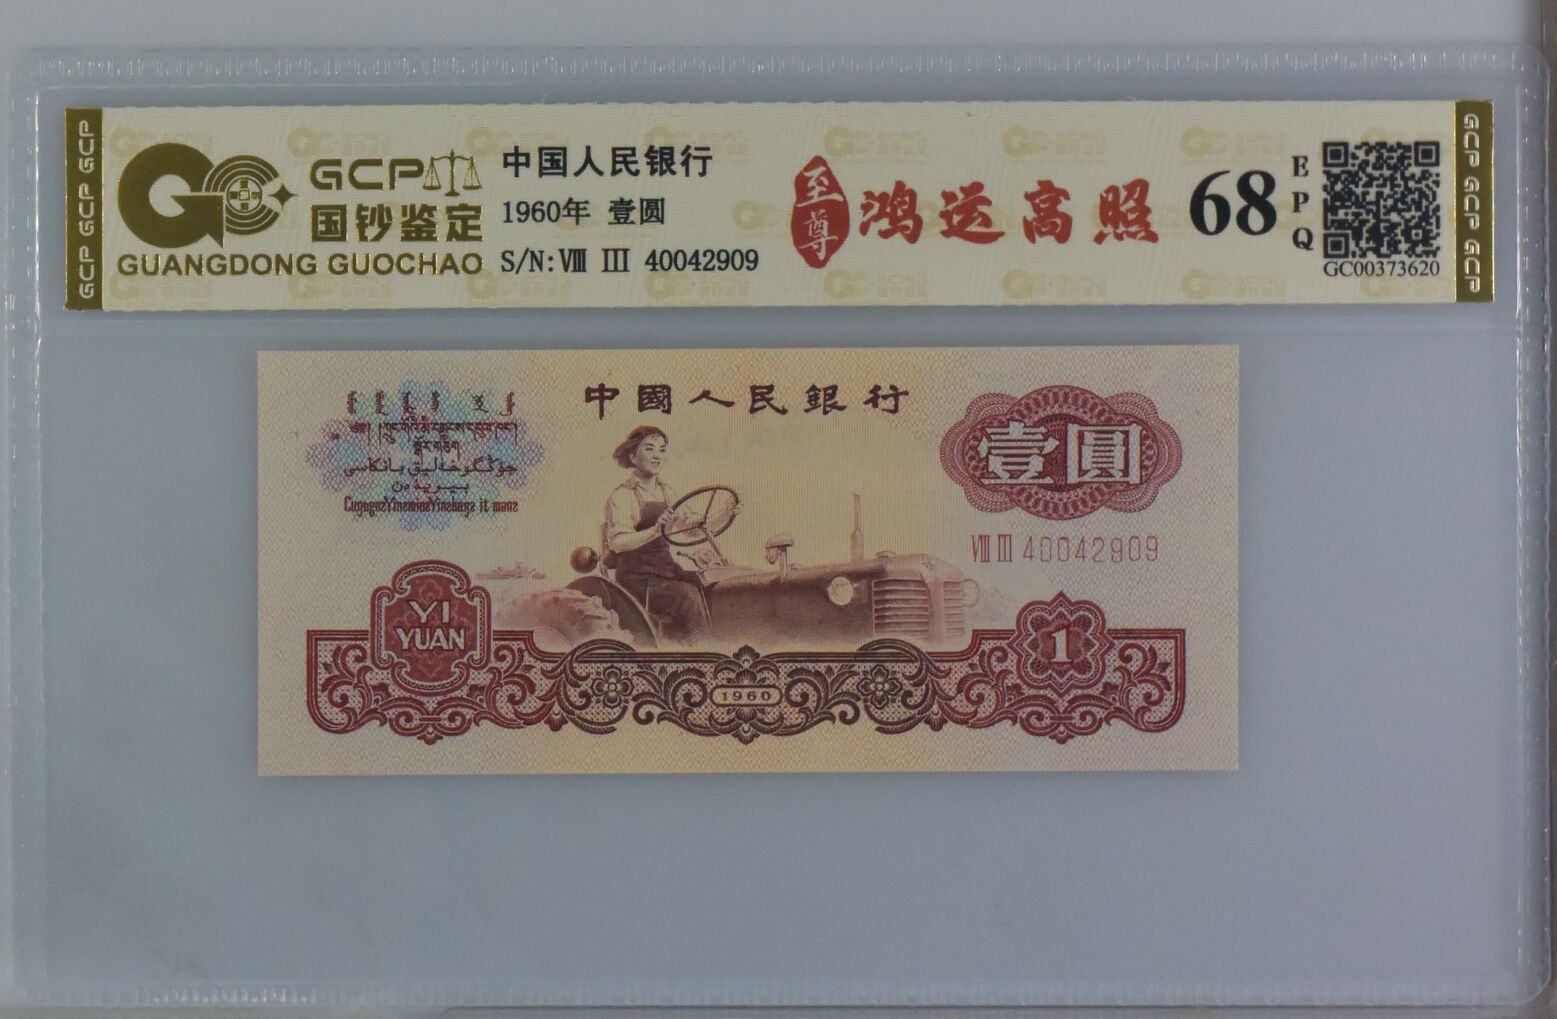 GCP GCP GCP
GCP
国钞鉴定
GUANGDONG GUOCHAO
中国人民银行
1960年 壹圆
S/N:Ⅷ Ⅲ 40042909
至尊
鸿运高照
68
EPQ
GC00373620
GCP GCP GCP
中國人民銀行
壹圓
Ⅷ Ⅲ 40042909
YI
YUAN
1960
1